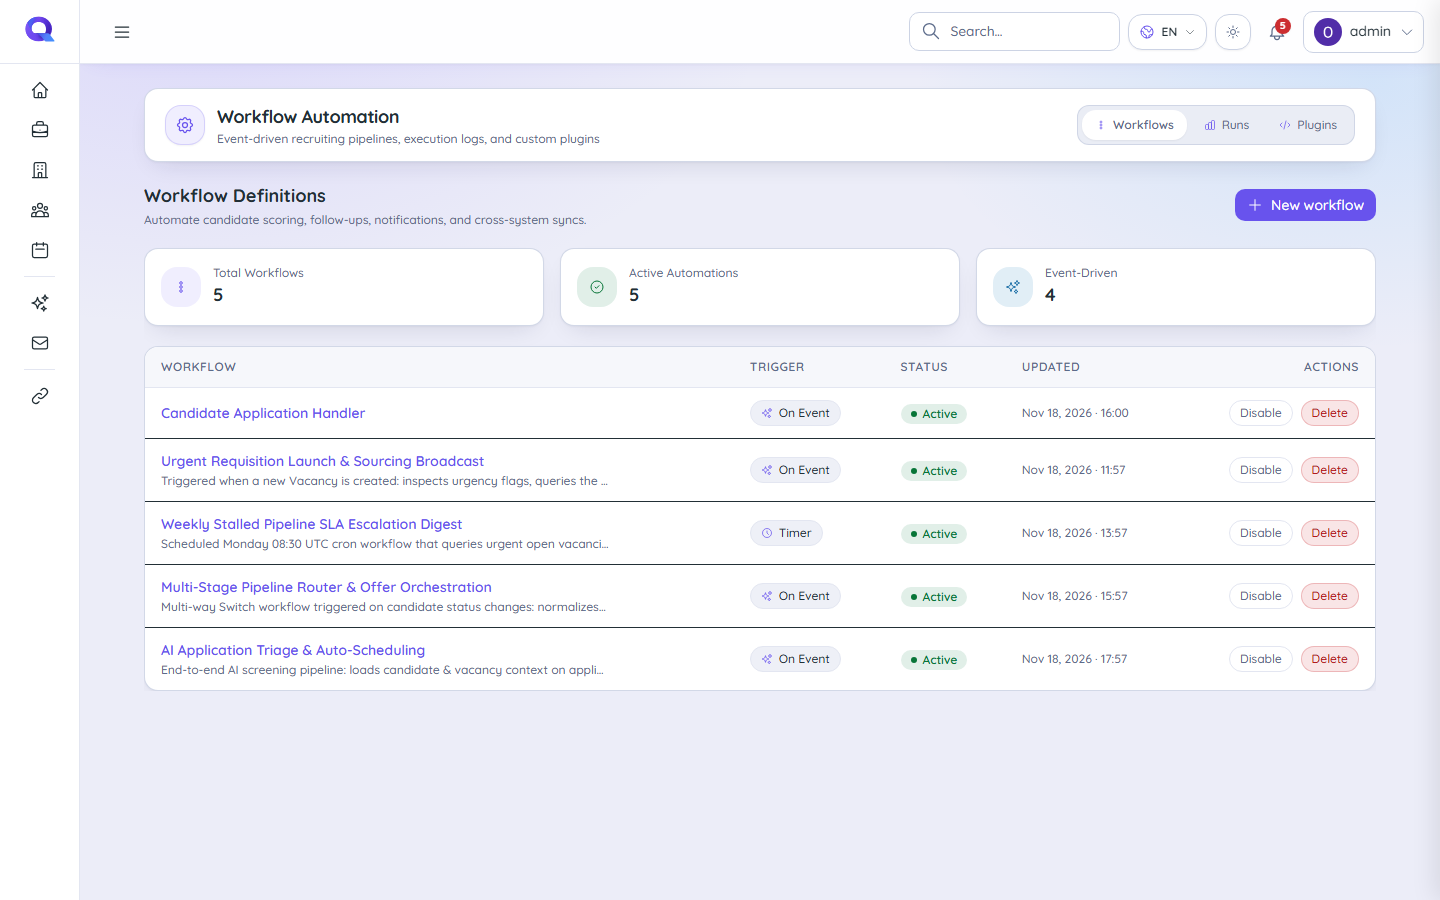 Search...
EN
5
O
admin
Workflow Automation
Event-driven recruiting pipelines, execution logs, and custom plugins
Workflows
Runs
Plugins
Workflow Definitions
Automate candidate scoring, follow-ups, notifications, and cross-system syncs.
New workflow
Total Workflows
5
Active Automations
5
Event-Driven
4
WORKFLOW TRIGGER STATUS UPDATED ACTIONS
Candidate Application Handler On Event Active Nov 18, 2026 · 16:00 Disable Delete
Urgent Requisition Launch & Sourcing Broadcast
Triggered when a new Vacancy is created: inspects urgency flags, queries the ...
On Event Active Nov 18, 2026 · 11:57 Disable Delete
Weekly Stalled Pipeline SLA Escalation Digest
Scheduled Monday 08:30 UTC cron workflow that queries urgent open vacanci...
Timer Active Nov 18, 2026 · 13:57 Disable Delete
Multi-Stage Pipeline Router & Offer Orchestration
Multi-way Switch workflow triggered on candidate status changes: normalizes...
On Event Active Nov 18, 2026 · 15:57 Disable Delete
AI Application Triage & Auto-Scheduling
End-to-end AI screening pipeline: loads candidate & vacancy context on appli...
On Event Active Nov 18, 2026 · 17:57 Disable Delete